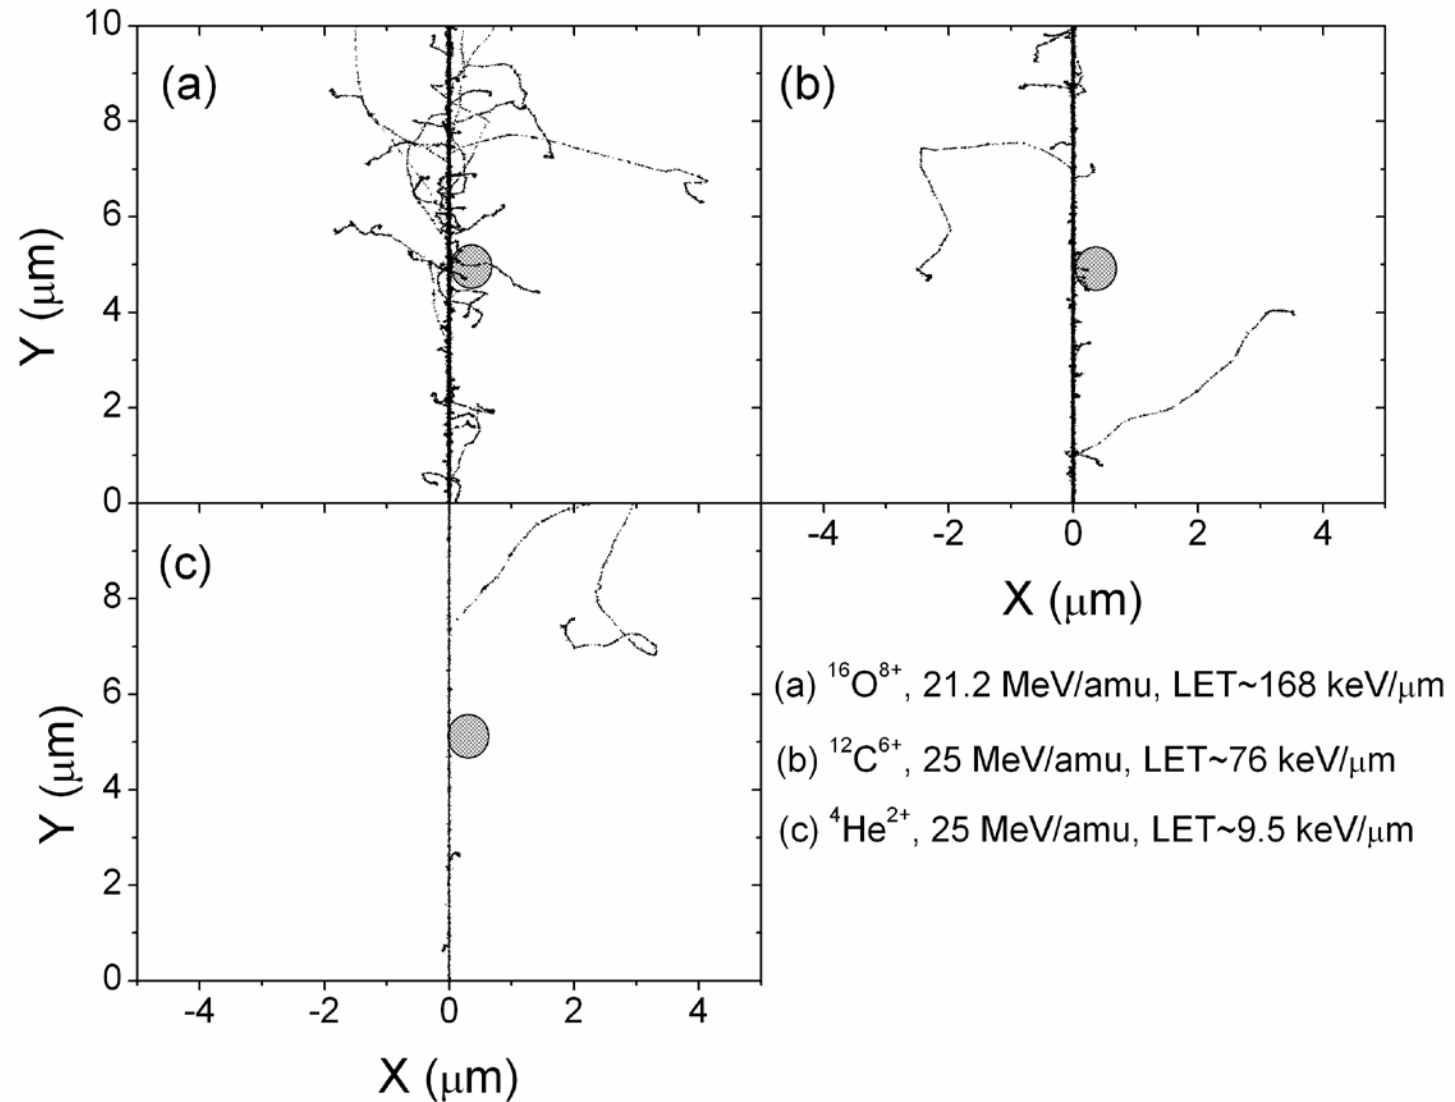 10
(a)
(b)
8
6
Y (μm)
4
2
0
-4 -2 0 2 4
(c)
X (μm)
8
6
Y (μm)
4
2
0
-4 -2 0 2 4
X (μm)
(a) ¹⁶O⁸⁺, 21.2 MeV/amu, LET~168 keV/μm
(b) ¹²C⁶⁺, 25 MeV/amu, LET~76 keV/μm
(c) ⁴He²⁺, 25 MeV/amu, LET~9.5 keV/μm